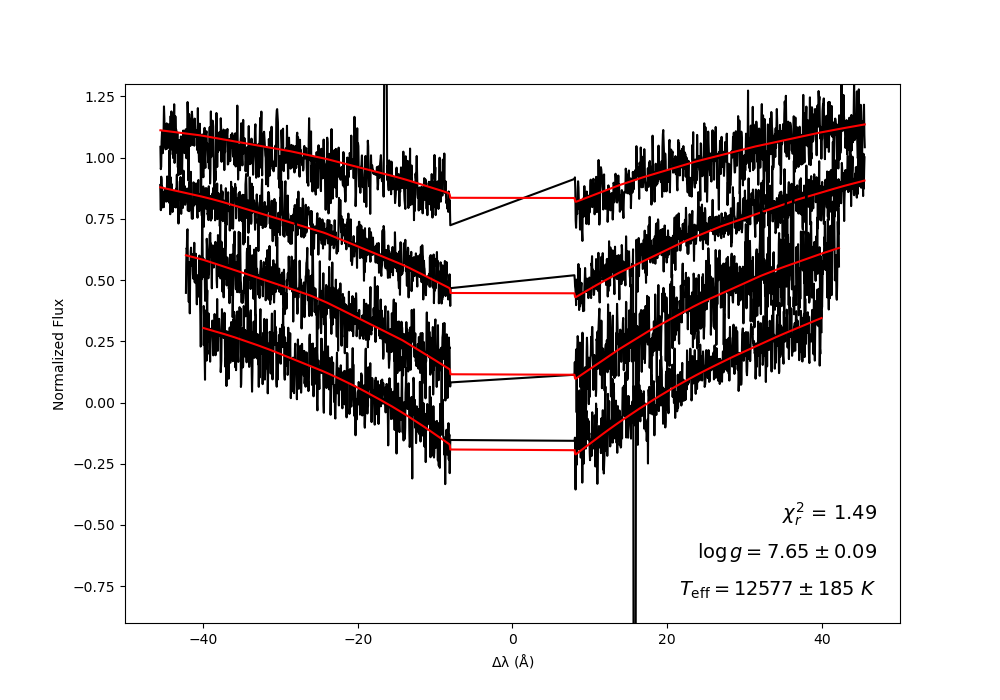 1.25
1.00
0.75
0.50
0.25
0.00
−0.25
−0.50
−0.75
Normalized Flux
χ²ᵣ = 1.49
log g = 7.65 ± 0.09
T_eff = 12577 ± 185 K
−40 −20 0 20 40
Δλ (Å)